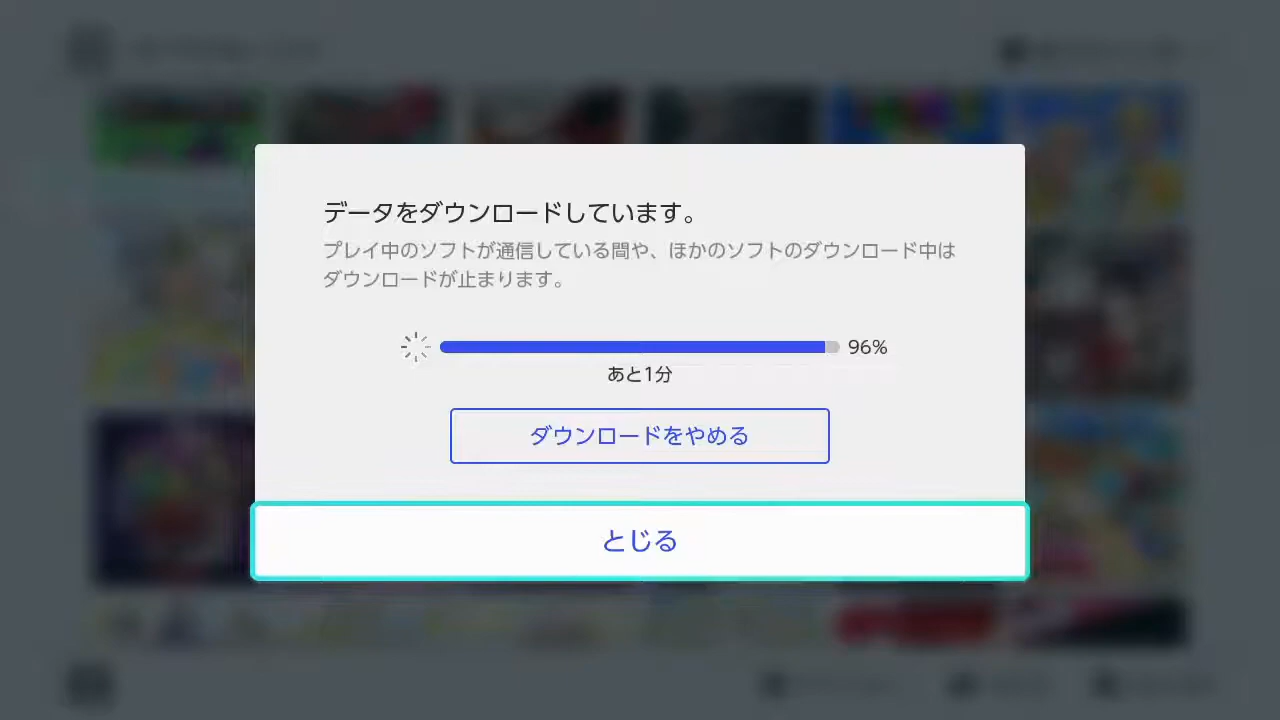 データをダウンロードしています。
プレイ中のソフトが通信している間や、ほかのソフトのダウンロード中は
ダウンロードが止まります。
96%
あと1分
ダウンロードをやめる
とじる